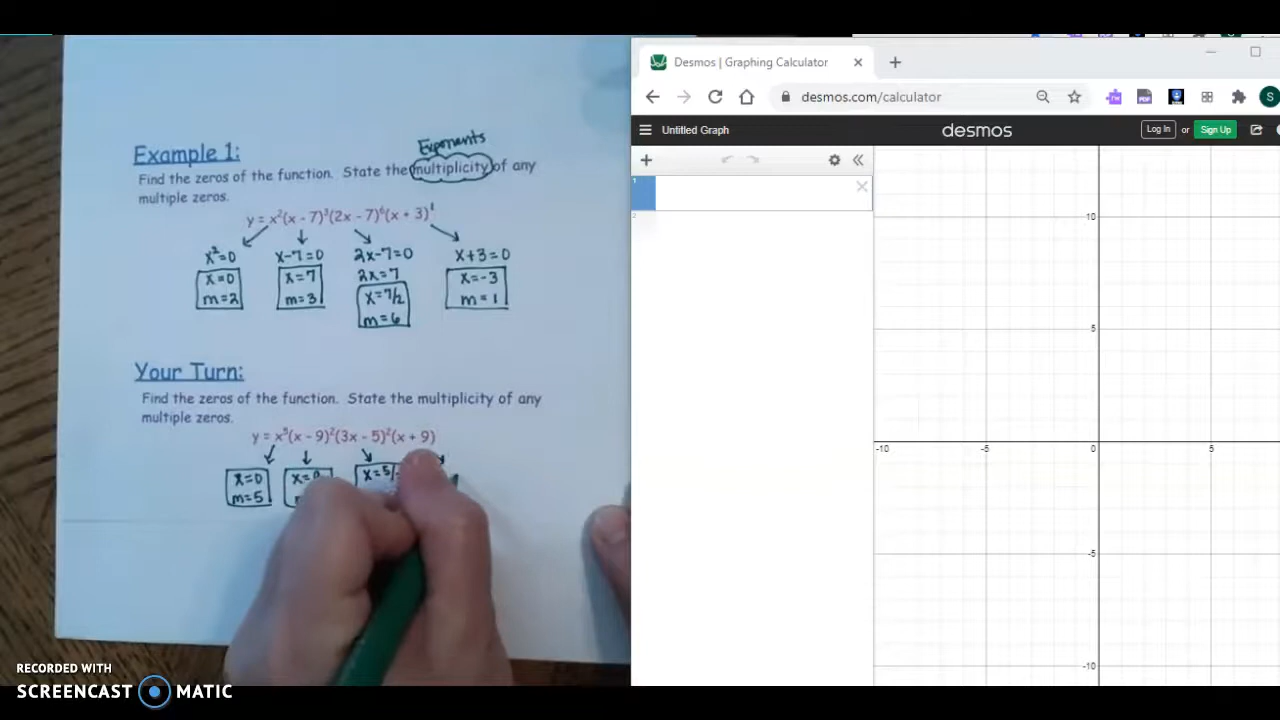 Exponents
Example 1:
Find the zeros of the function. State the multiplicity of any
multiple zeros.
y = x²(x - 7)³(2x - 7)⁶(x + 3)¹
x²=0 x-7=0 2x-7=0 x+3=0
x=0 x=7 2x=7 x=-3
m=2 m=3 x=7/2 m=1
m=6
Your Turn:
Find the zeros of the function. State the multiplicity of any
multiple zeros.
y = x⁵(x - 9)²(3x - 5)²(x + 9)
x=0 x=9 x=5/
m=5
RECORDED WITH
SCREENCAST MATIC
Desmos | Graphing Calculator
desmos.com/calculator
S
Untitled Graph
desmos
Log In or Sign Up
1
2
10
5
-10 -5 0 5
-5
-10